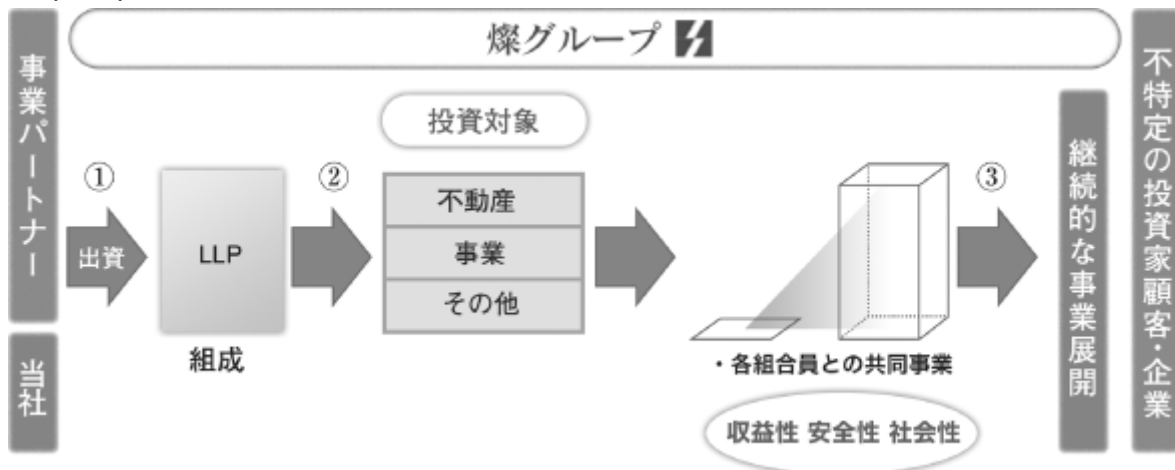 燦グループ
事業パートナー
当社
①
出資
LLP
組成
②
投資対象
不動産
事業
その他
・各組合員との共同事業
収益性 安全性 社会性
③
継続的な事業展開
不特定の投資家顧客・企業